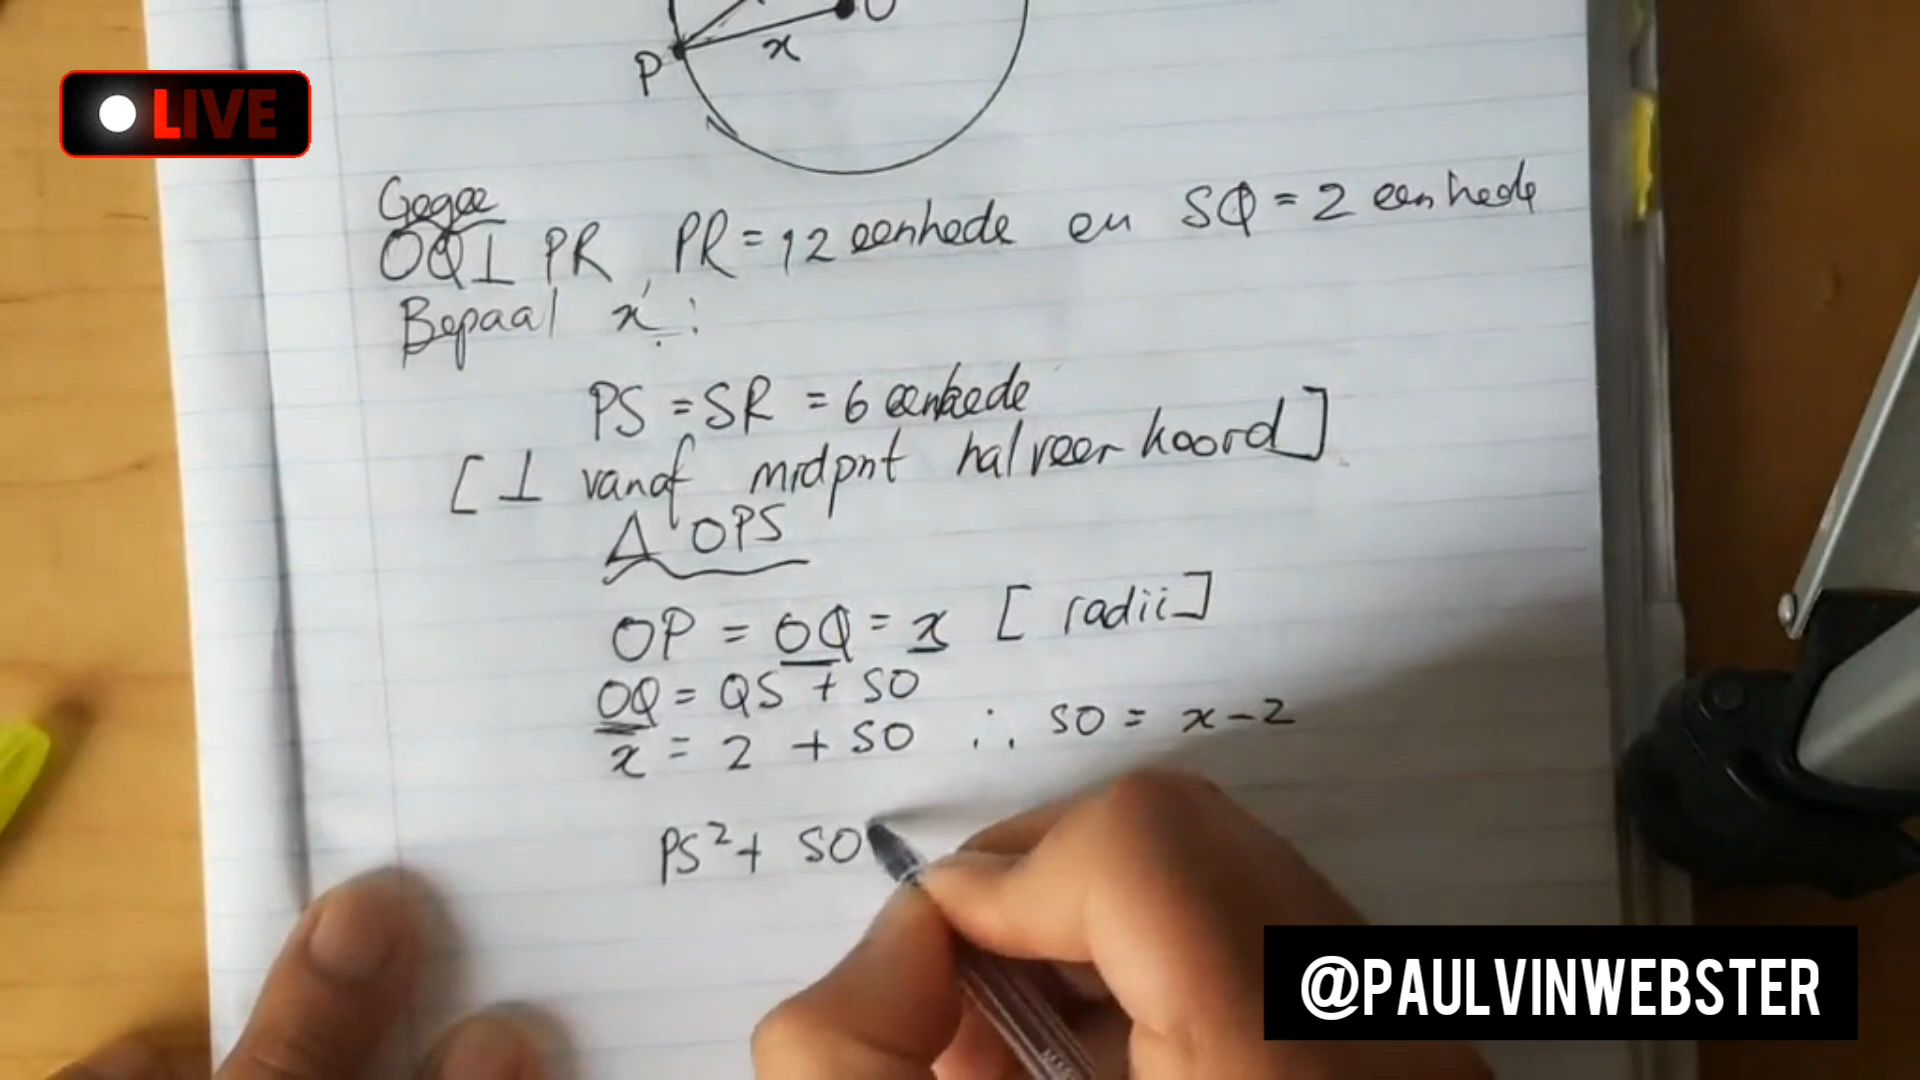 O
P
x
LIVE
Gegee
OQ ⊥ PR, PR = 12 eenhede en SQ = 2 eenhede
Bepaal x:
PS = SR = 6 eenhede
[⊥ vanaf midpnt halveer koord]
Δ OPS
OP = OQ = x [radii]
OQ = QS + SO
x = 2 + SO ∴ SO = x - 2
PS² + SO
@PAULVINWEBSTER